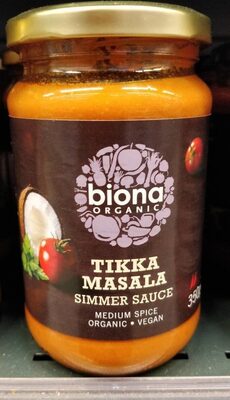 biona
ORGANIC
TIKKA
MASALA
SIMMER SAUCE
MEDIUM SPICE
ORGANIC • VEGAN